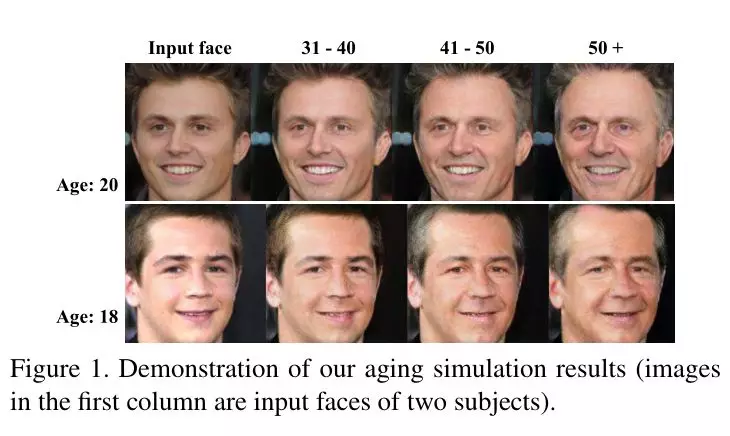 Input face 31 - 40 41 - 50 50 +
Age: 20
Age: 18
Figure 1. Demonstration of our aging simulation results (images
in the first column are input faces of two subjects).